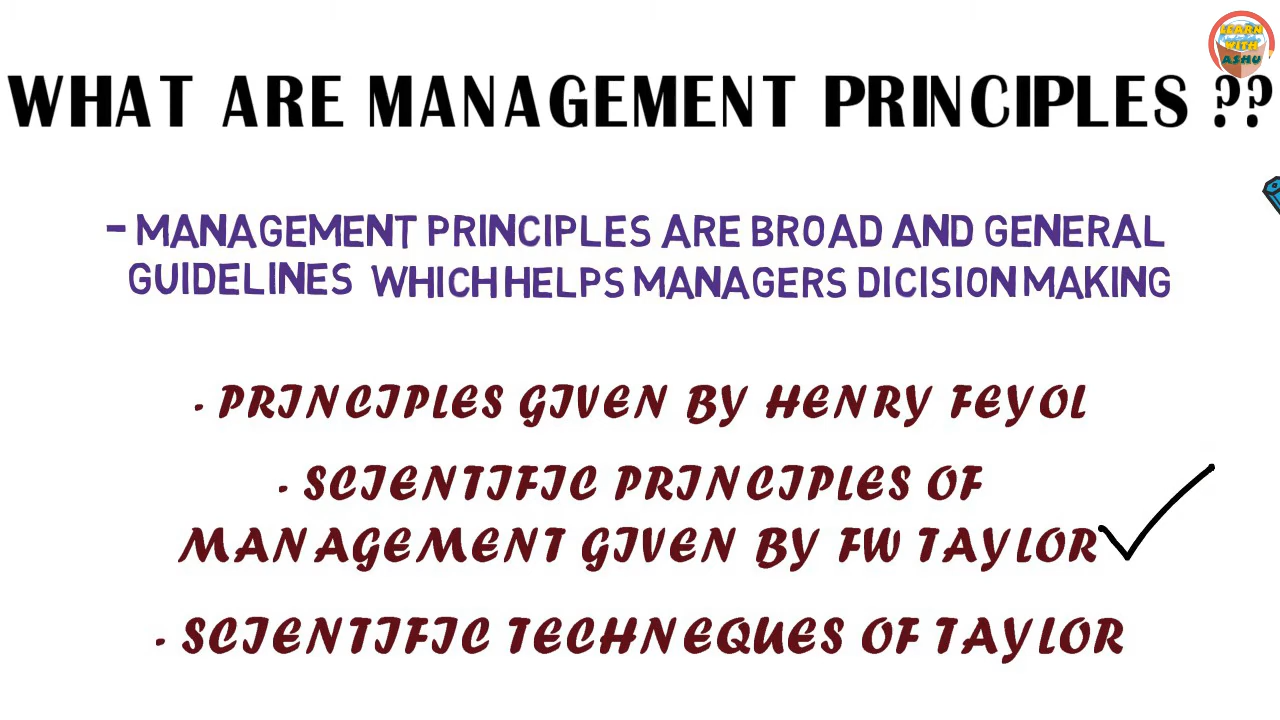 LEARN
WITH
ASHU
WHAT ARE MANAGEMENT PRINCIPLES ??
- MANAGEMENT PRINCIPLES ARE BROAD AND GENERAL
GUIDELINES WHICH HELPS MANAGERS DICISION MAKING
. PRINCIPLES GIVEN BY HENRY FEYOL
. SCIENTIFIC PRINCIPLES OF
MANAGEMENT GIVEN BY FW TAYLOR
. SCIENTIFIC TECHNEQUES OF TAYLOR